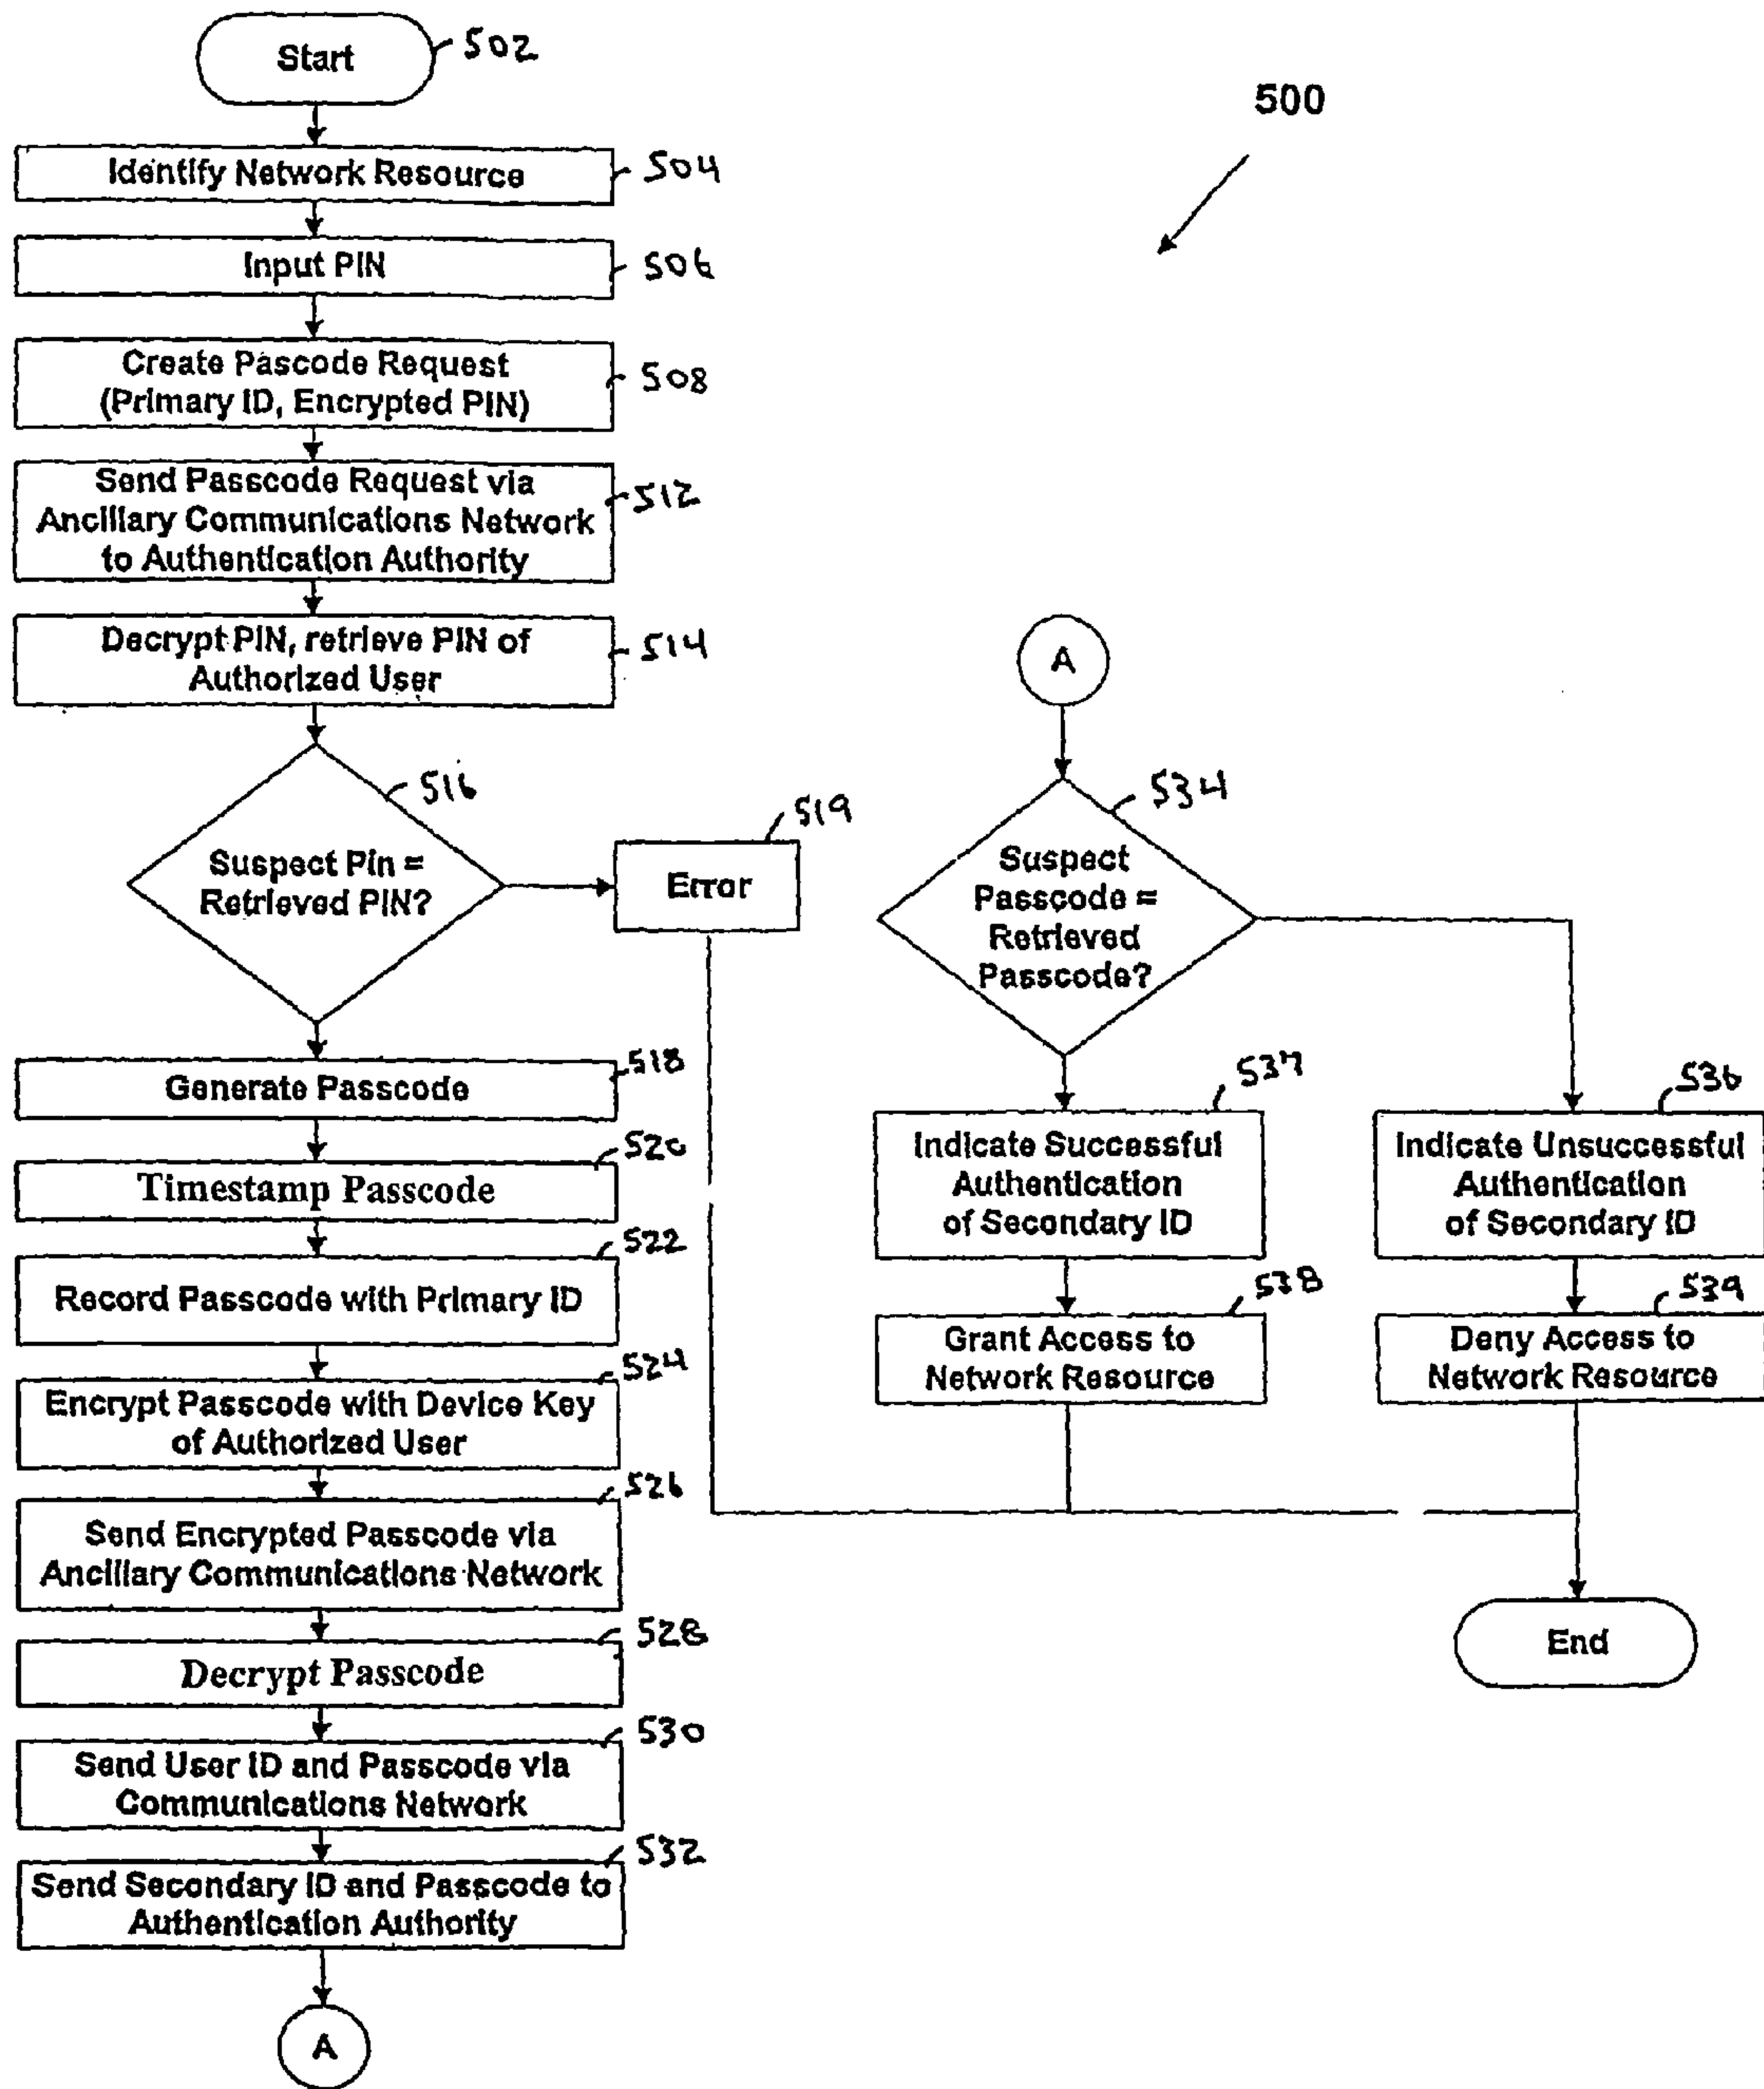 Start
502
500
Identify Network Resource
504
Input PIN
506
Create Pascode Request
(Primary ID, Encrypted PIN)
508
Send Passcode Request via
Ancillary Communications Network
to Authentication Authority
512
Decrypt PIN, retrieve PIN of
Authorized User
514
Suspect Pin =
Retrieved PIN?
516
Error
519
Generate Passcode
518
Timestamp Passcode
520
Record Passcode with Primary ID
522
Encrypt Passcode with Device Key
of Authorized User
524
Send Encrypted Passcode via
Ancillary Communications Network
526
Decrypt Passcode
528
Send User ID and Passcode via
Communications Network
530
Send Secondary ID and Passcode to
Authentication Authority
532
A
A
Suspect
Passcode =
Retrieved
Passcode?
534
Indicate Successful
Authentication
of Secondary ID
537
Indicate Unsuccessful
Authentication
of Secondary ID
536
Grant Access to
Network Resource
538
Deny Access to
Network Resource
539
End